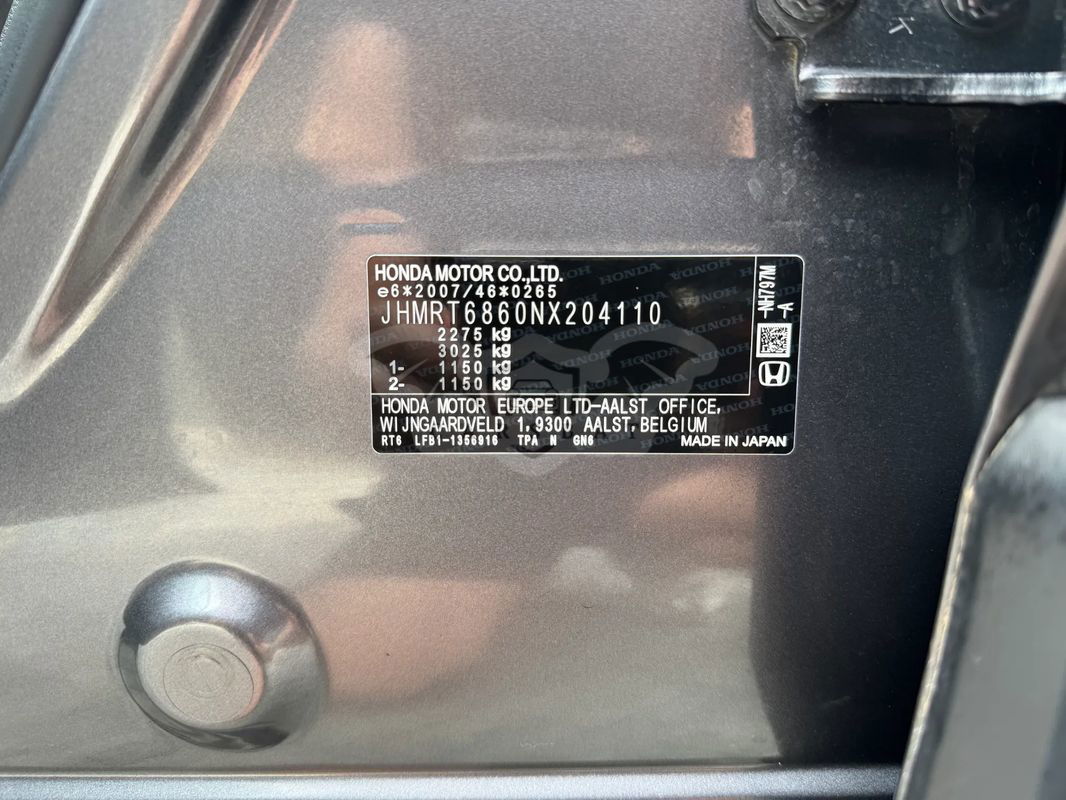 HONDA MOTOR CO.,LTD.
e6*2007/46*0265
JHMRT6860NX204110
2275 kg
3025 kg
1- 1150 kg
2- 1150 kg
NH797M
A
HONDA MOTOR EUROPE LTD-AALST OFFICE,
WIJNGAARDVELD 1,9300 AALST,BELGIUM
RT6 LFB1-1356916 TPA N GN6 MADE IN JAPAN
K